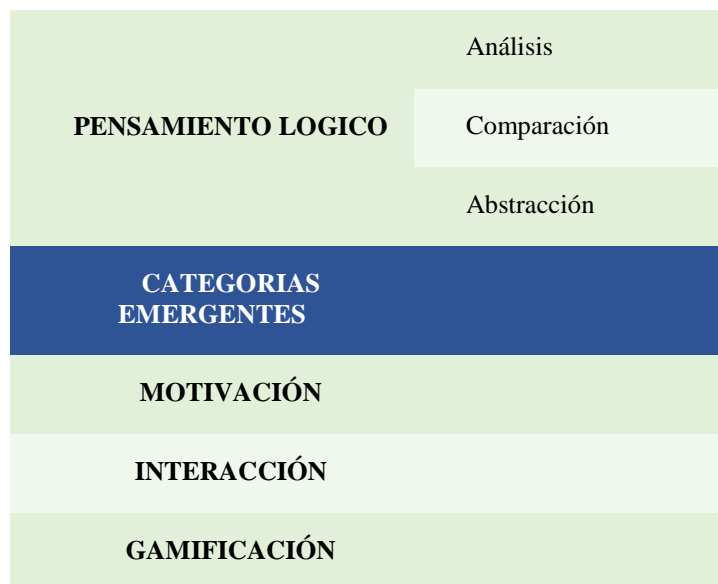 Análisis
PENSAMIENTO LOGICO
Comparación
Abstracción
CATEGORIAS
EMERGENTES
MOTIVACIÓN
INTERACCIÓN
GAMIFICACIÓN